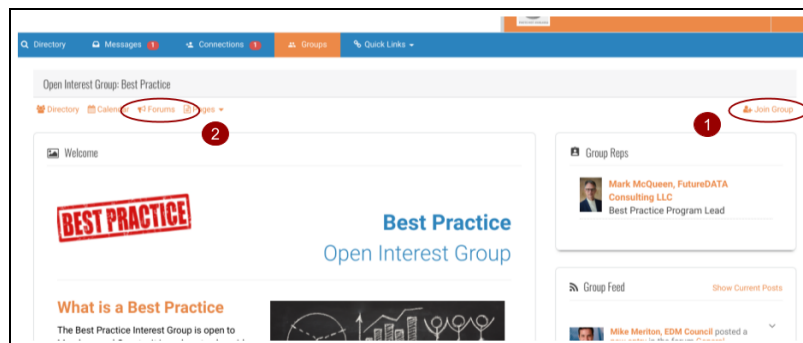 Directory Messages 1 Connections 1 Groups Quick Links
Open Interest Group: Best Practice
Directory Calendar Forums Pages Join Group
1
2
Welcome
BEST PRACTICE
Best Practice
Open Interest Group
What is a Best Practice
The Best Practice Interest Group is open to
Group Reps
Mark McQueen, FutureDATA
Consulting LLC
Best Practice Program Lead
Group Feed Show Current Posts
Mike Meriton, EDM Council posted a